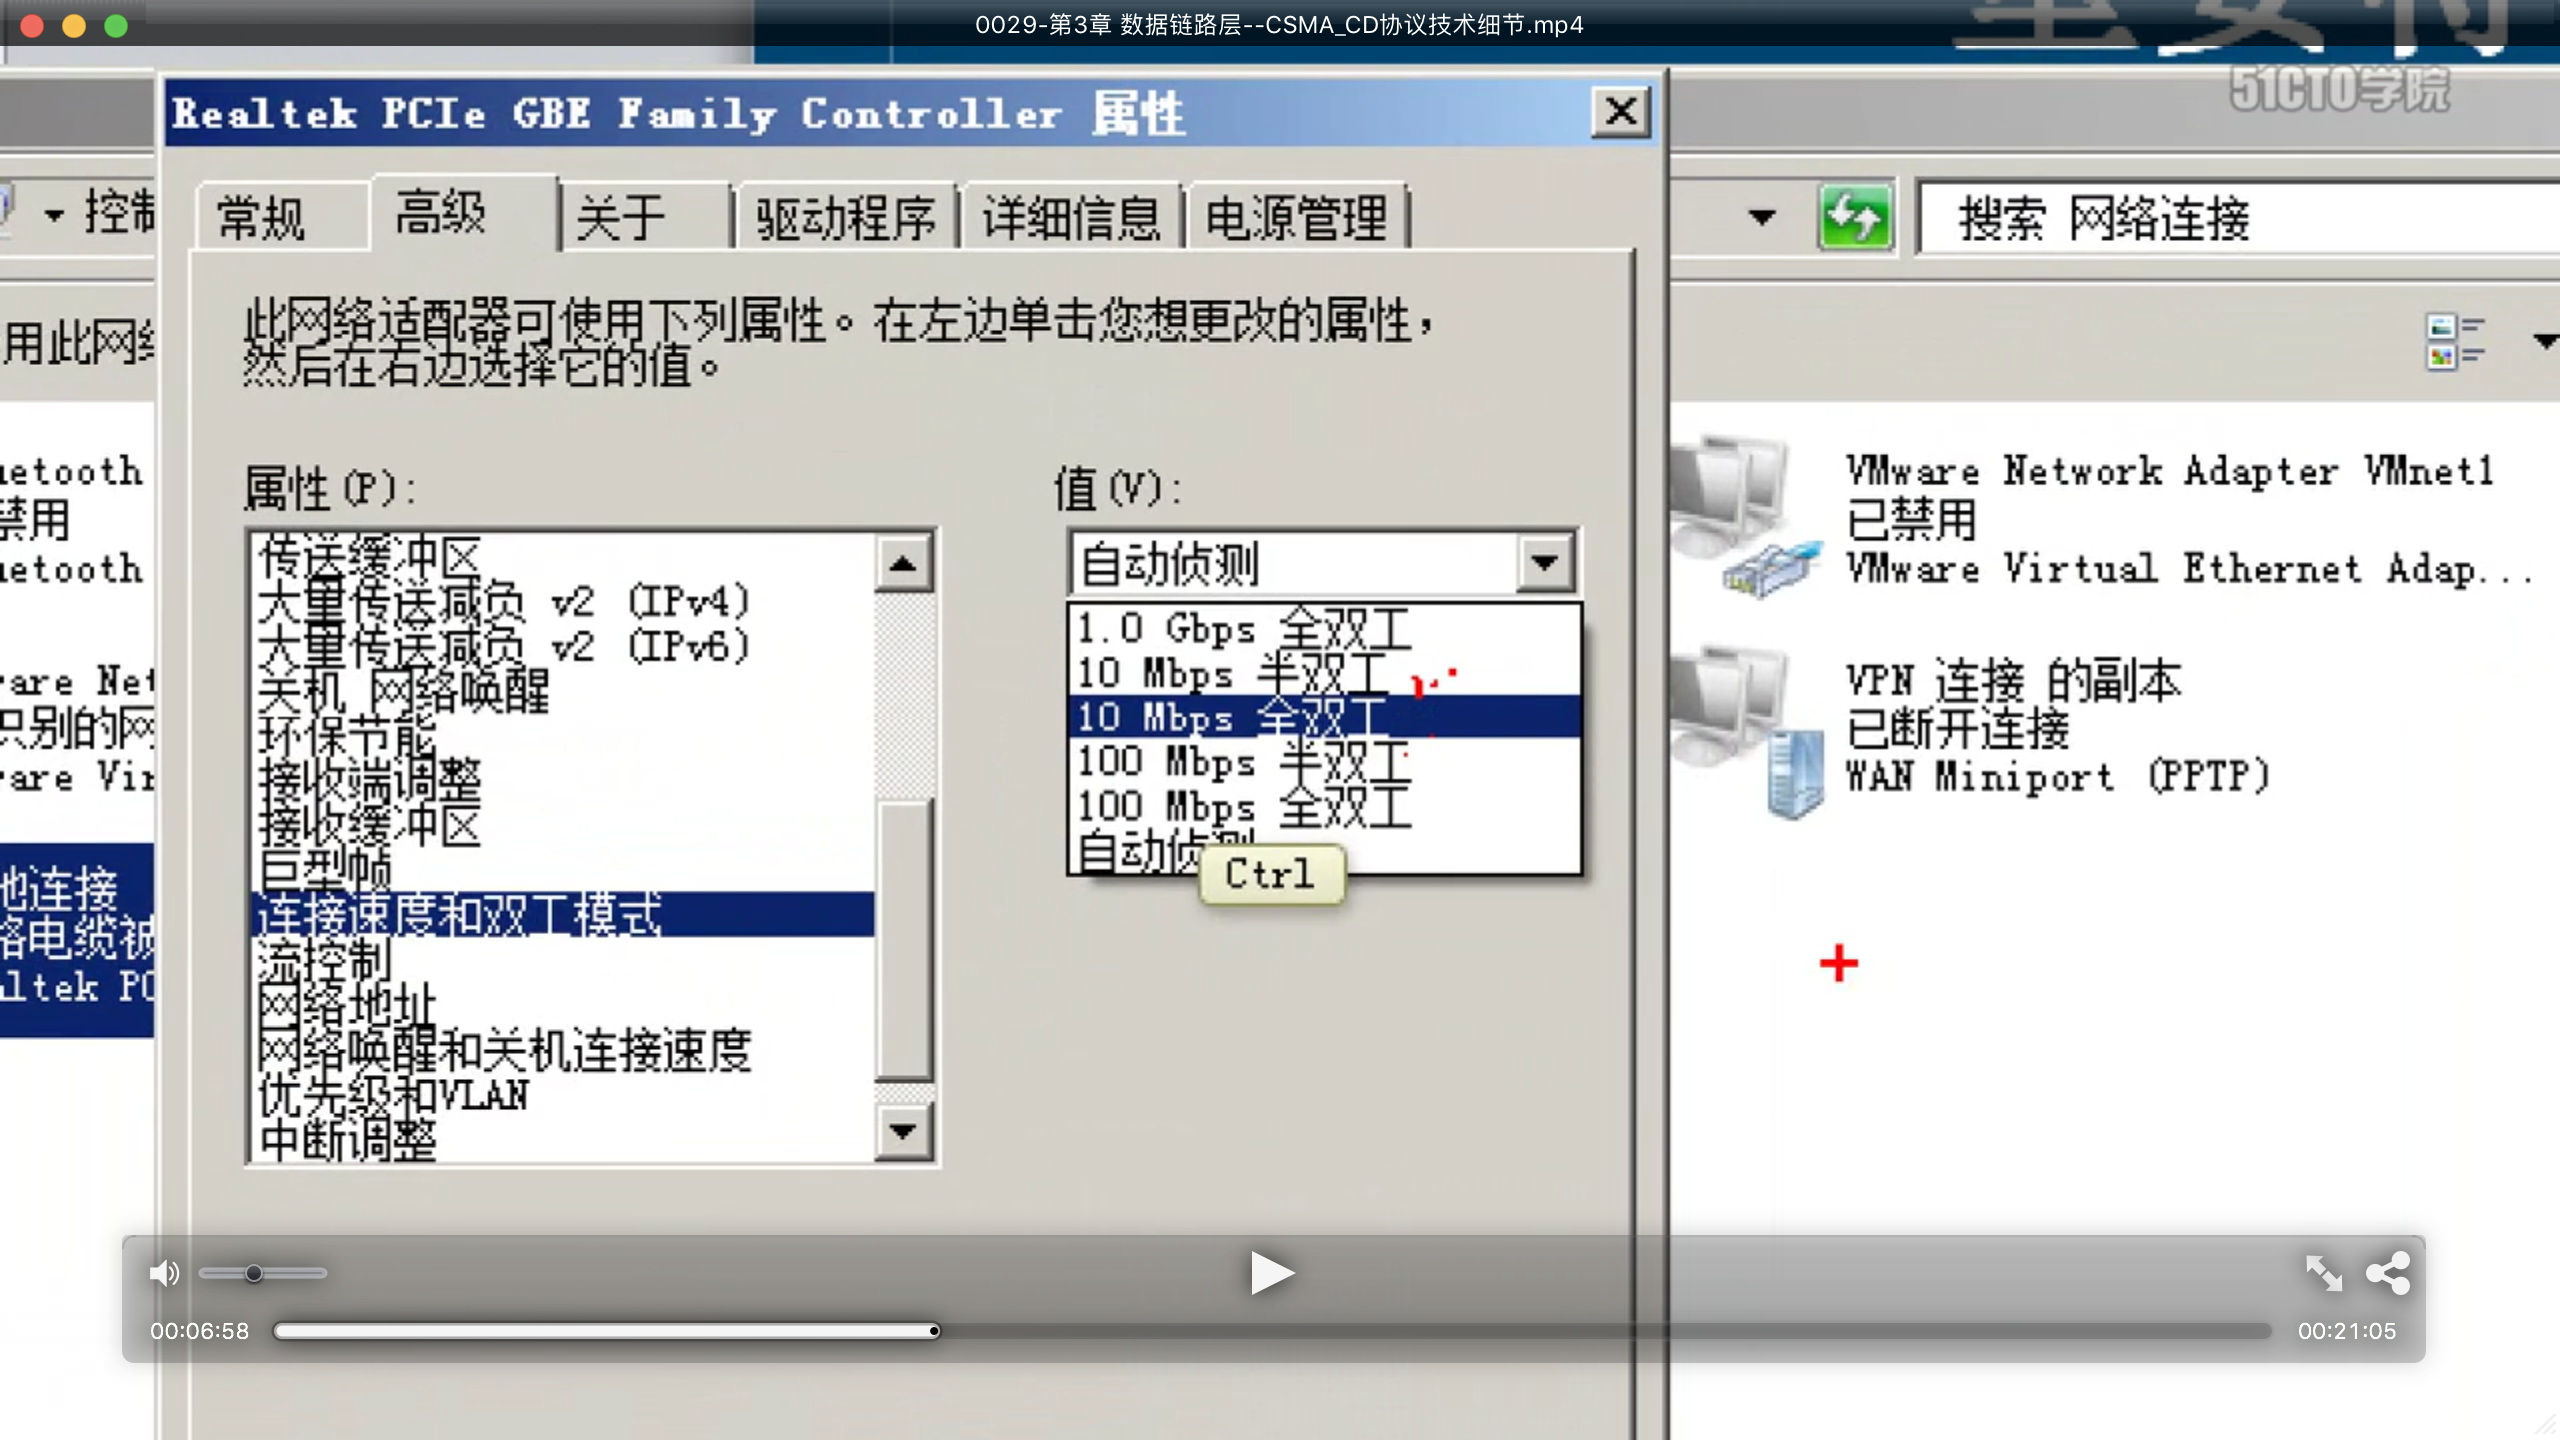 0029-第3章 数据链路层--CSMA_CD协议技术细节.mp4
51CTO学院
Realtek PCIe GBE Family Controller 属性
常规
高级
关于
驱动程序
详细信息
电源管理
控制
搜索 网络连接
用此网络
此网络适配器可使用下列属性。在左边单击您想更改的属性，
然后在右边选择它的值。
属性(P):
传送缓冲区
大量传送减负 v2 (IPv4)
大量传送减负 v2 (IPv6)
关机 网络唤醒
环保节能
接收端调整
接收缓冲区
巨型帧
连接速度和双工模式
流控制
网络地址
网络唤醒和关机连接速度
优先级和VLAN
中断调整
值(V):
自动侦测
1.0 Gbps 全双工
10 Mbps 半双工
10 Mbps 全双工
100 Mbps 半双工
100 Mbps 全双工
自动侦测
Ctrl
etooth
禁用
etooth
are Net
识别的网
are Vir
地连接
络电缆被
altek PC
VMware Network Adapter VMnet1
已禁用
VMware Virtual Ethernet Adap...
VPN 连接 的副本
已断开连接
WAN Miniport (PPTP)
00:06:58
00:21:05